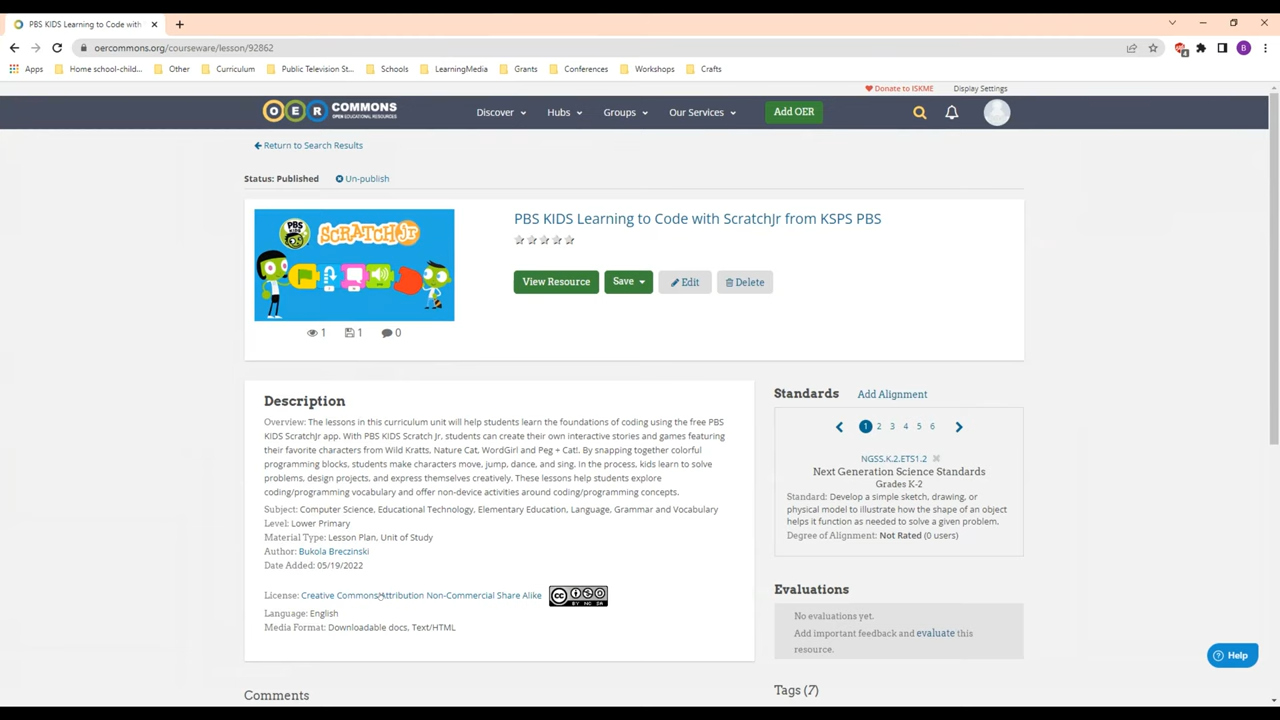 PBS KIDS Learning to Code with
oercommons.org/courseware/lesson/92862
B
Apps Home school-child... Other Curriculum Public Television St... Schools LearningMedia Grants Conferences Workshops Crafts
Donate to ISKME Display Settings
OER COMMONS OPEN EDUCATIONAL RESOURCES Discover Hubs Groups Our Services Add OER
Return to Search Results
Status: Published Un-publish
PBS KIDS SCRATCH JR
PBS KIDS Learning to Code with ScratchJr from KSPS PBS
View Resource Save Edit Delete
1 1 0
Description
Overview: The lessons in this curriculum unit will help students learn the foundations of coding using the free PBS
KIDS ScratchJr app. With PBS KIDS Scratch Jr, students can create their own interactive stories and games featuring
their favorite characters from Wild Kratts, Nature Cat, WordGirl and Peg + Cat!. By snapping together colorful
programming blocks, students make characters move, jump, dance, and sing. In the process, kids learn to solve
problems, design projects, and express themselves creatively. These lessons help students explore
coding/programming vocabulary and offer non-device activities around coding/programming concepts.
Subject: Computer Science, Educational Technology, Elementary Education, Language, Grammar and Vocabulary
Level: Lower Primary
Material Type: Lesson Plan, Unit of Study
Author: Bukola Breczinski
Date Added: 05/19/2022
License: Creative Commons Attribution Non-Commercial Share Alike
cc BY NC SA
Language: English
Media Format: Downloadable docs, Text/HTML
Comments
Standards Add Alignment
1 2 3 4 5 6
NGSS.K.2.ETS1.2
Next Generation Science Standards
Grades K-2
Standard: Develop a simple sketch, drawing, or
physical model to illustrate how the shape of an object
helps it function as needed to solve a given problem.
Degree of Alignment: Not Rated (0 users)
Evaluations
No evaluations yet.
Add important feedback and evaluate this
resource.
Help
Tags (7)